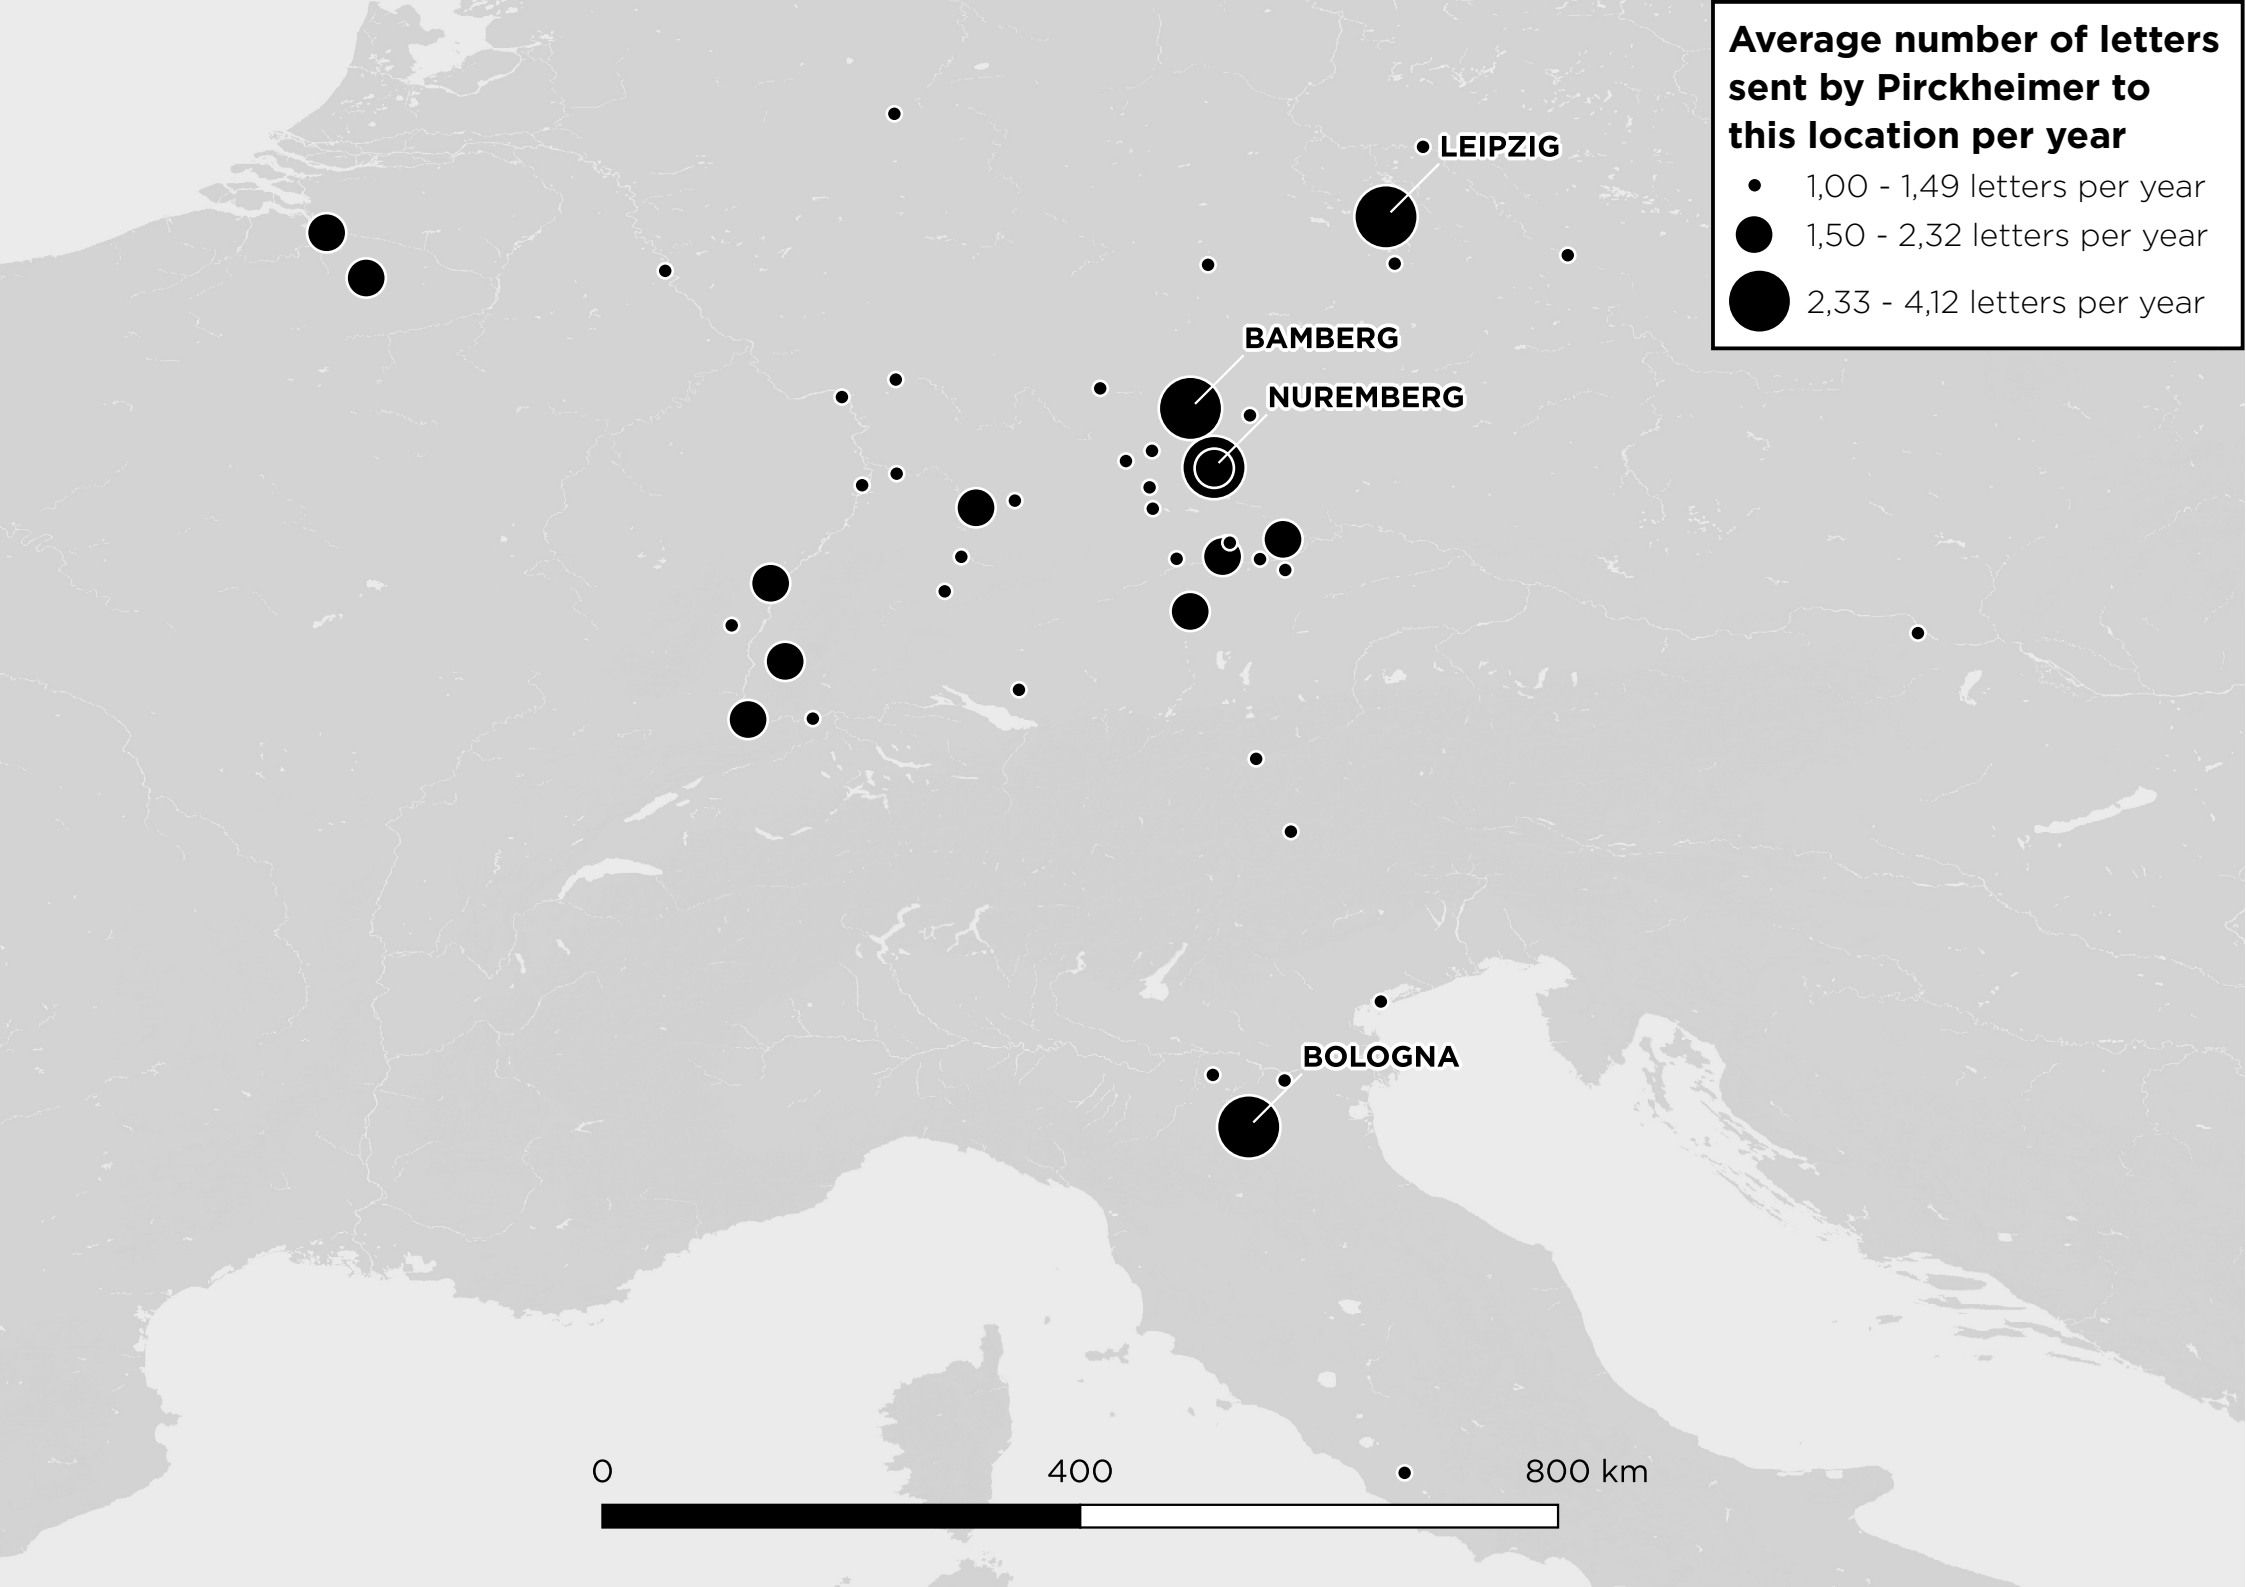 Average number of letters
sent by Pirckheimer to
this location per year
1,00 - 1,49 letters per year
1,50 - 2,32 letters per year
2,33 - 4,12 letters per year
LEIPZIG
BAMBERG
NUREMBERG
BOLOGNA
0 400 800 km